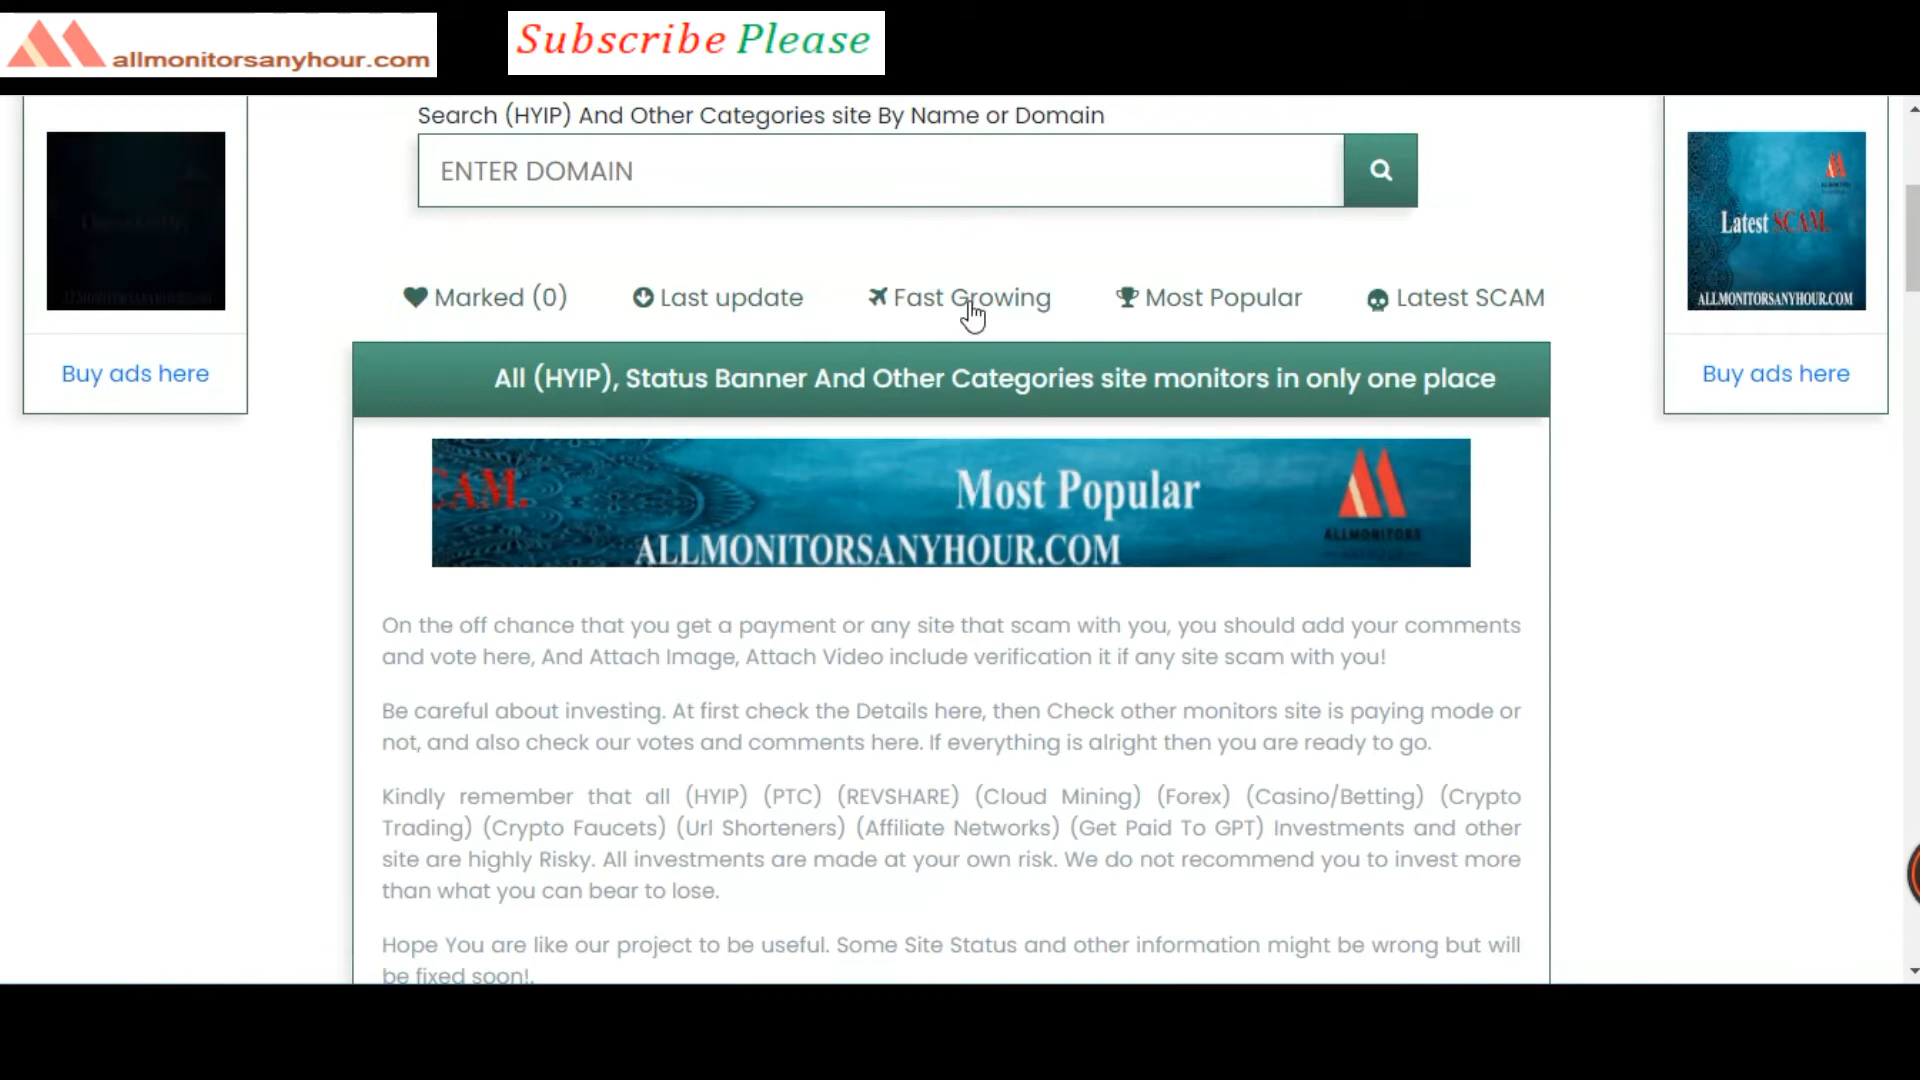 allmonitorsanyhour.com
Subscribe Please
Search (HYIP) And Other Categories site By Name or Domain
ENTER DOMAIN
Latest SCAM.
ALLMONITORSANYHOUR.COM
Marked (0) Last update Fast Growing Most Popular Latest SCAM
Buy ads here
Buy ads here
All (HYIP), Status Banner And Other Categories site monitors in only one place
CAM. Most Popular
ALLMONITORS
ALLMONITORSANYHOUR.COM
On the off chance that you get a payment or any site that scam with you, you should add your comments
and vote here, And Attach Image, Attach Video include verification it if any site scam with you!
Be careful about investing. At first check the Details here, then Check other monitors site is paying mode or
not, and also check our votes and comments here. If everything is alright then you are ready to go.
Kindly remember that all (HYIP) (PTC) (REVSHARE) (Cloud Mining) (Forex) (Casino/Betting) (Crypto
Trading) (Crypto Faucets) (Url Shorteners) (Affiliate Networks) (Get Paid To GPT) Investments and other
site are highly Risky. All investments are made at your own risk. We do not recommend you to invest more
than what you can bear to lose.
Hope You are like our project to be useful. Some Site Status and other information might be wrong but will
be fixed soon!.